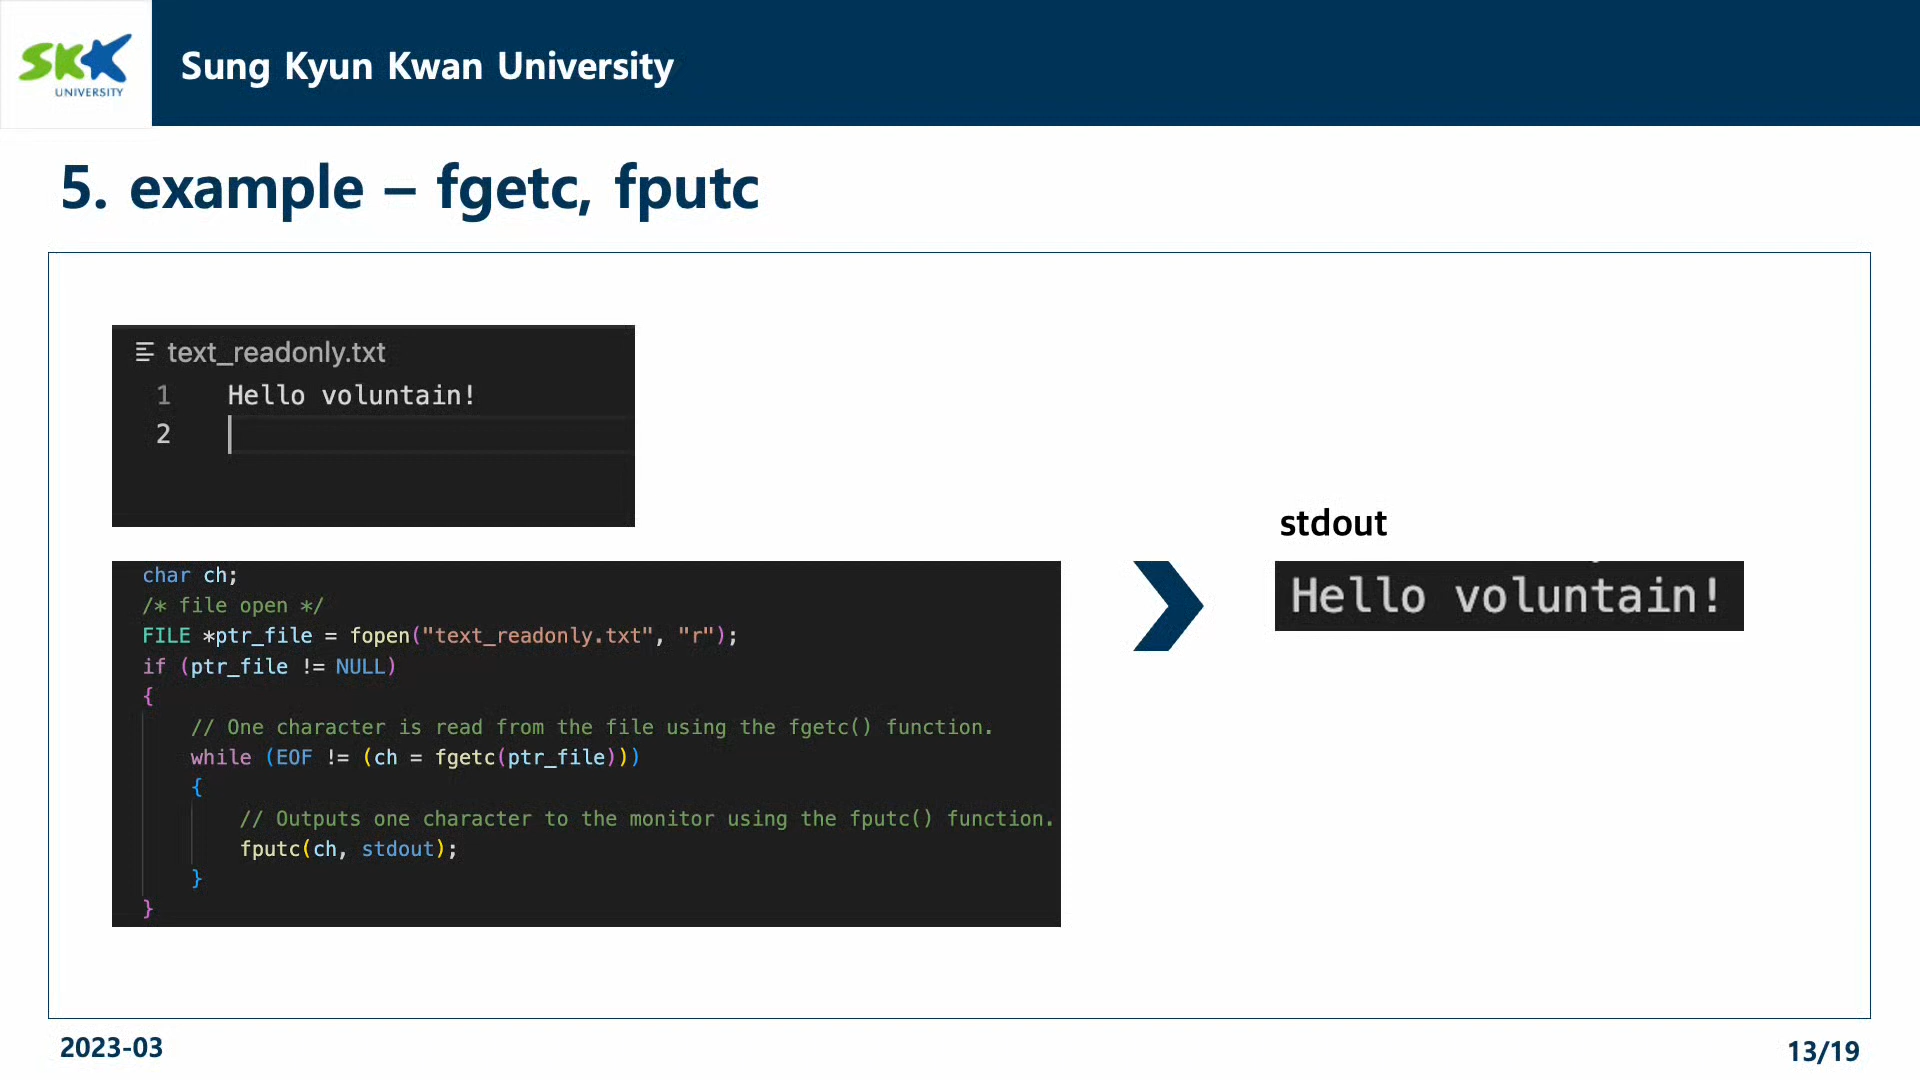 SKK
UNIVERSITY
Sung Kyun Kwan University
5. example – fgetc, fputc
text_readonly.txt
1 Hello voluntain!
2
char ch;
/* file open */
FILE *ptr_file = fopen("text_readonly.txt", "r");
if (ptr_file != NULL)
{
// One character is read from the file using the fgetc() function.
while (EOF != (ch = fgetc(ptr_file)))
{
// Outputs one character to the monitor using the fputc() function.
fputc(ch, stdout);
}
}
stdout
Hello voluntain!
2023-03
13/19